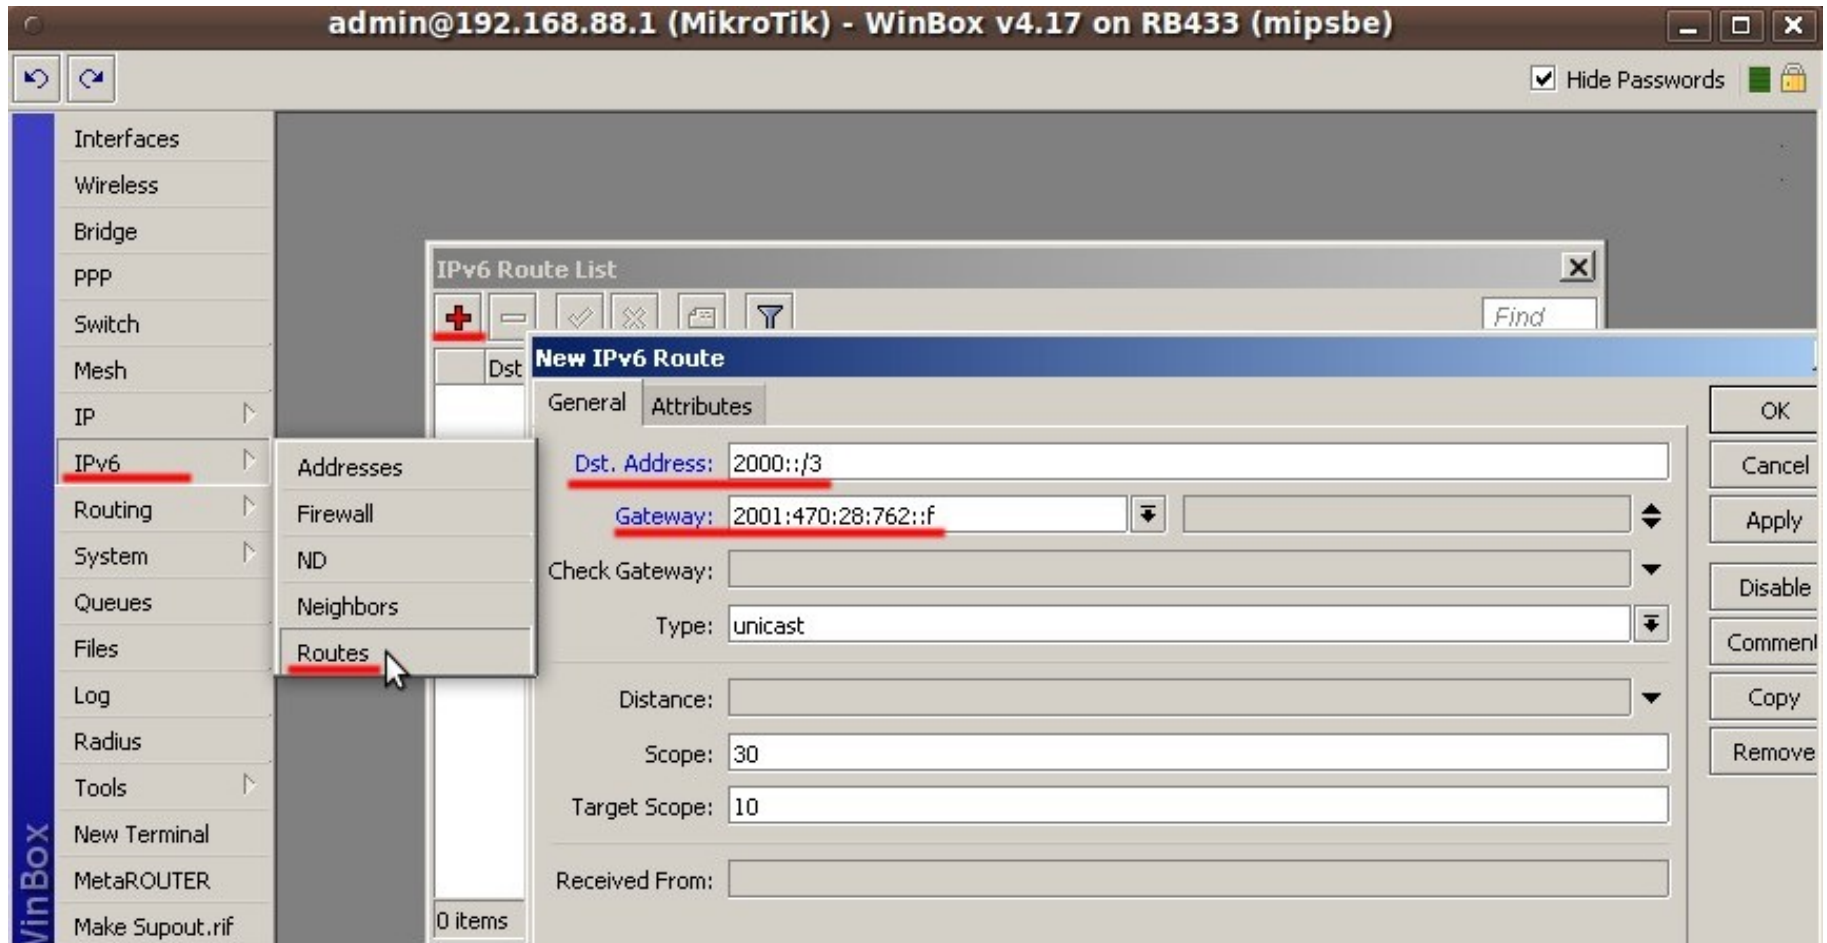 admin@192.168.88.1 (MikroTik) - WinBox v4.17 on RB433 (mipsbe)
Hide Passwords
Interfaces
Wireless
Bridge
PPP
Switch
Mesh
IP
IPv6
Routing
System
Queues
Files
Log
Radius
Tools
New Terminal
MetaROUTER
Make Supout.rif
WinBox
Addresses
Firewall
ND
Neighbors
Routes
IPv6 Route List
Find
Dst
0 items
New IPv6 Route
General Attributes
Dst. Address: 2000::/3
Gateway: 2001:470:28:762::f
Check Gateway:
Type: unicast
Distance:
Scope: 30
Target Scope: 10
Received From:
OK
Cancel
Apply
Disable
Comment
Copy
Remove